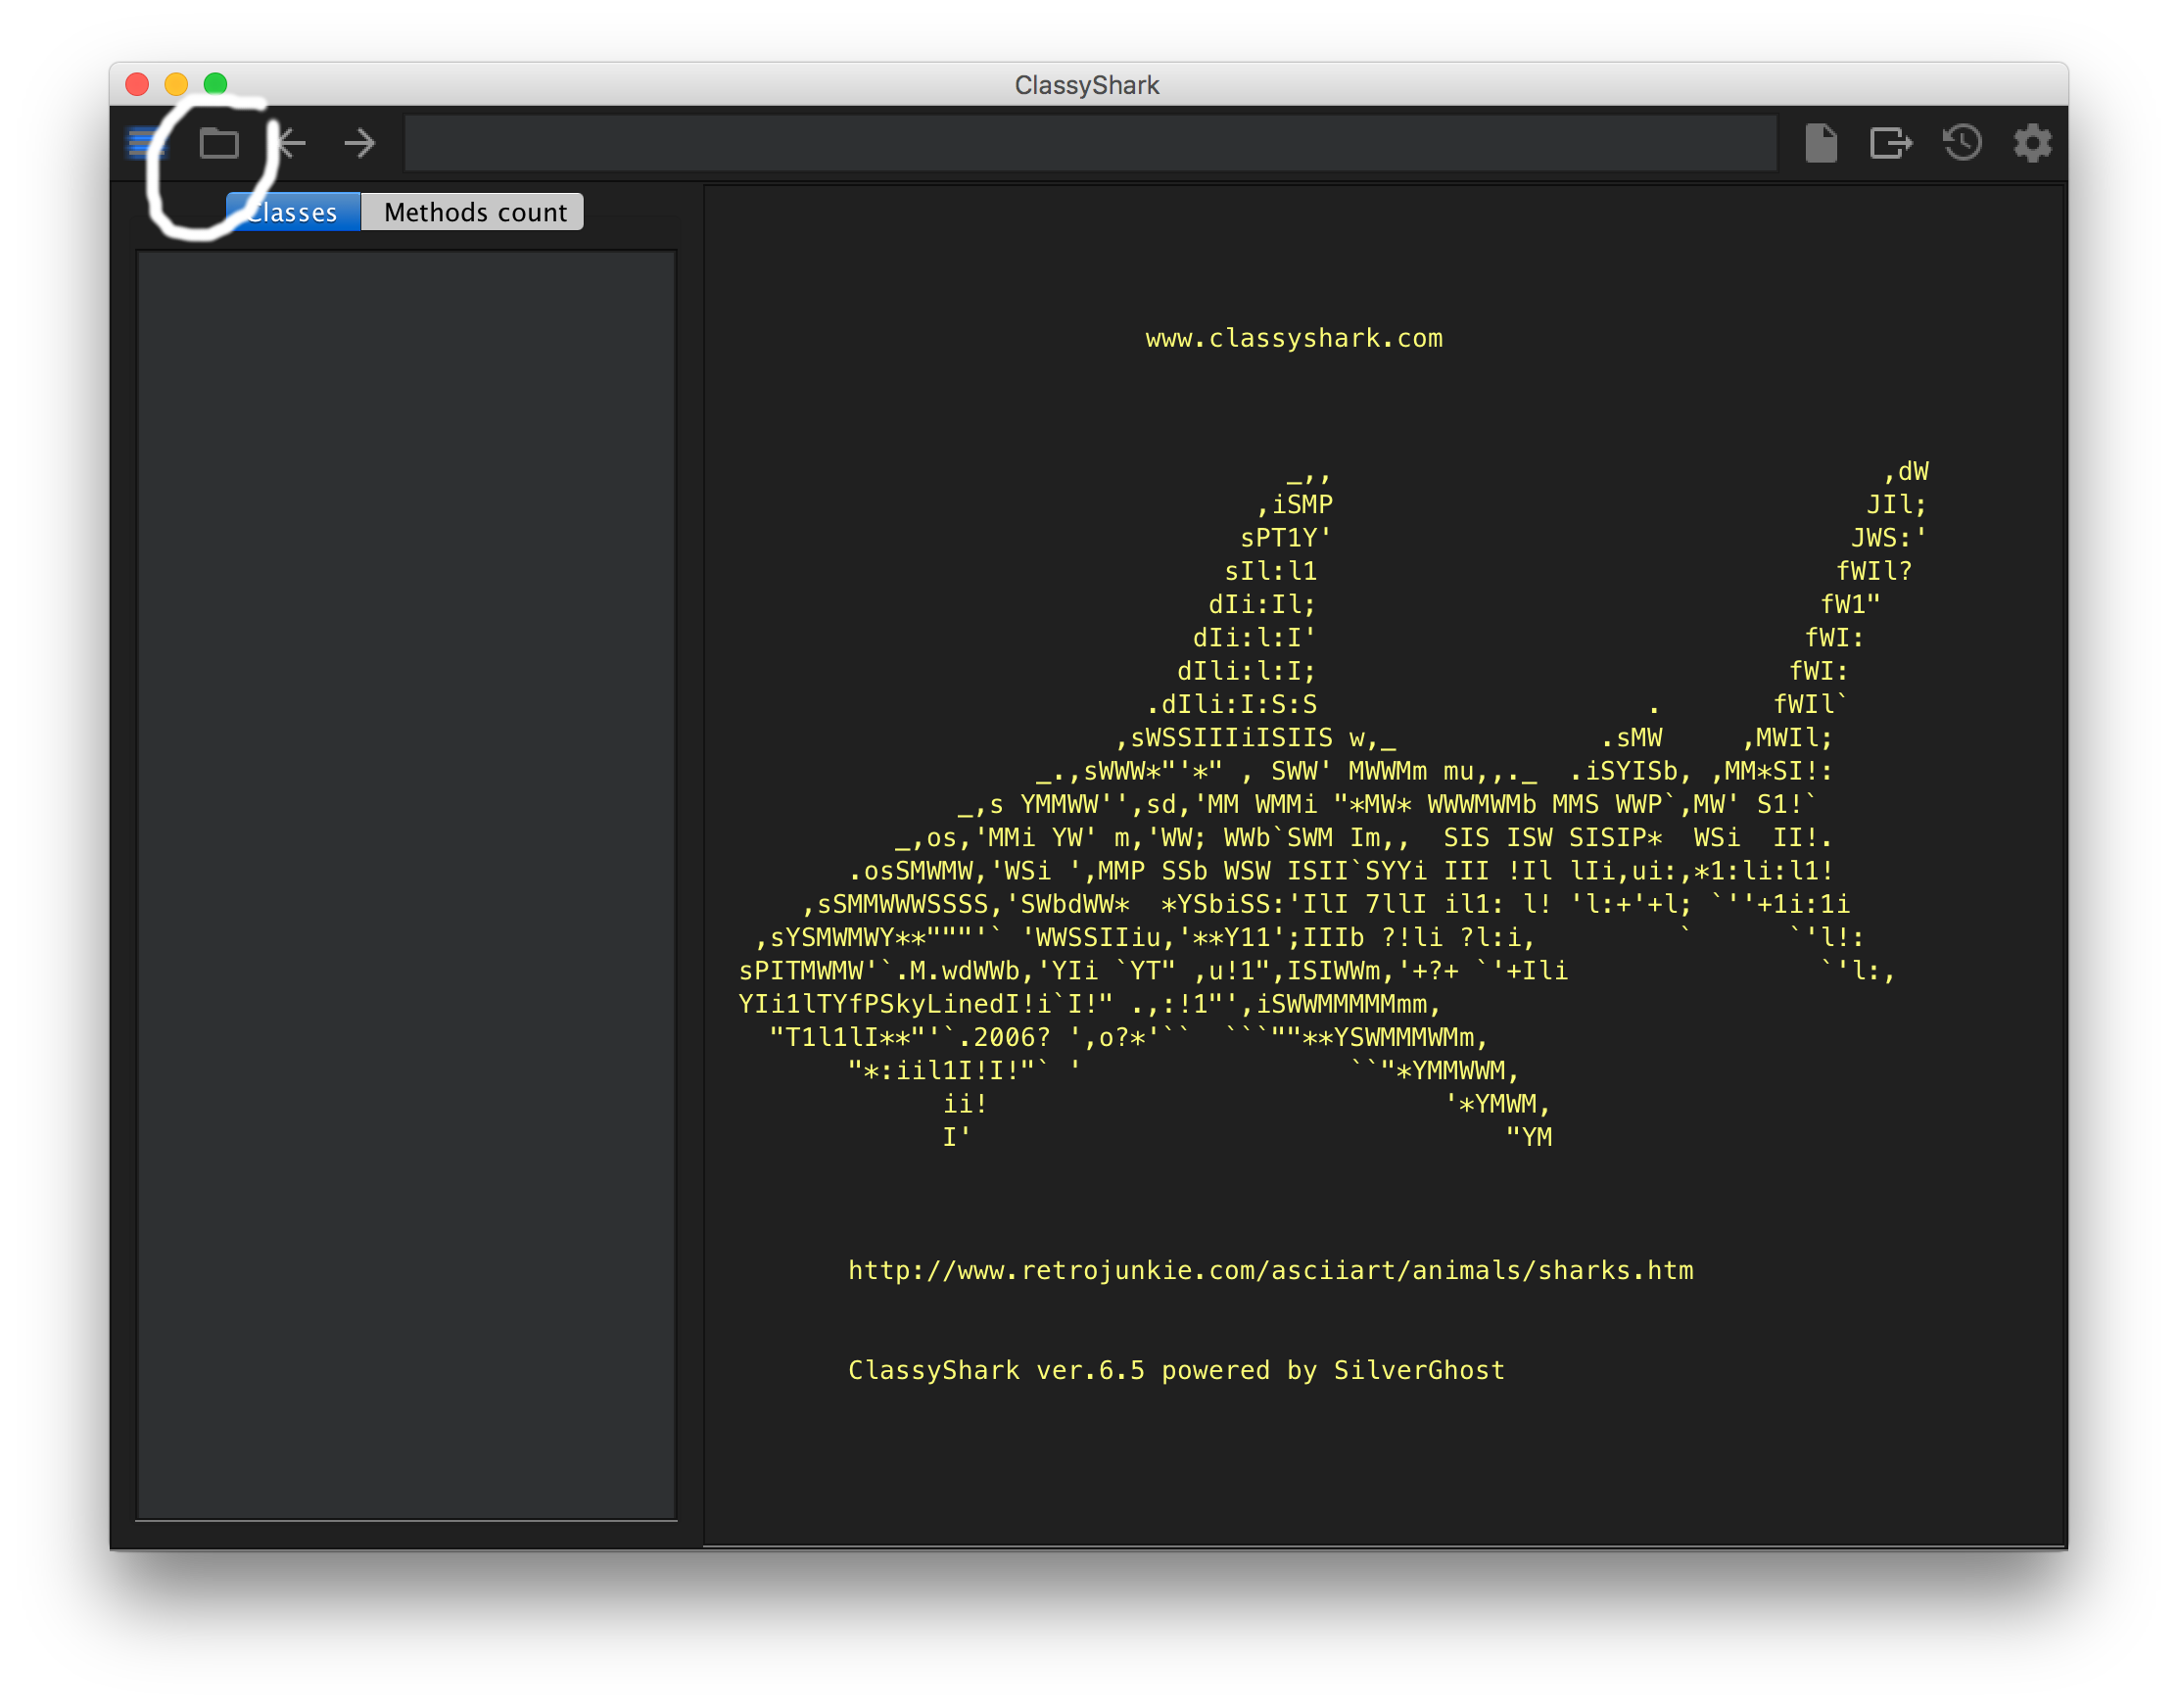 ClassyShark
Classes Methods count
www.classyshark.com
_,, ,dW
,iSMP JIl;
sPT1Y' JWS:'
sIl:l1 fWIl?
dIi:Il; fW1"
dIi:l:I' fWI:
dIli:l:I; fWI:
.dIli:I:S:S . fWIl`
,sWSSIIIiISIIS w,_ .sMW ,MWIl;
_.,sWWW*"'*" , SWW' MWWMm mu,,._ .iSYISb, ,MM*SI!:
_,s YMMWW'',sd,'MM WMMi "*MW* WWWMWMb MMS WWP`,MW' S1!`
_,os,'MMi YW' m,'WW; WWb`SWM Im,, SIS ISW SISIP* WSi II!.
.osSMWMW,'WSi ',MMP SSb WSW ISII`SYYi III !Il lIi,ui:,*1:li:l1!
,sSMMWWWSSSS,'SWbdWW* *YSbiSS:'IlI 7llI il1: l! 'l:+'+l; `''+1i:1i
,sYSMWMWY**"""'` 'WWSSIIiu,'**Y11';IIIb ?!li ?l:i, ` `'l!:
sPITMWMW'`.M.wdWWb,'YIi `YT" ,u!1",ISIWWm,'+?+ `'+Ili `'l:,
YIi1lTYfPSkyLinedI!i`I!" .,:!1"',iSWWMMMMMmm,
"T1l1lI**"'`.2006? ',o?*'`` ```""**YSWMMMWMm,
"*:iil1I!I!"` ' ``"*YMMWWM,
ii! '*YMWM,
I' "YM
http://www.retrojunkie.com/asciiart/animals/sharks.htm
ClassyShark ver.6.5 powered by SilverGhost